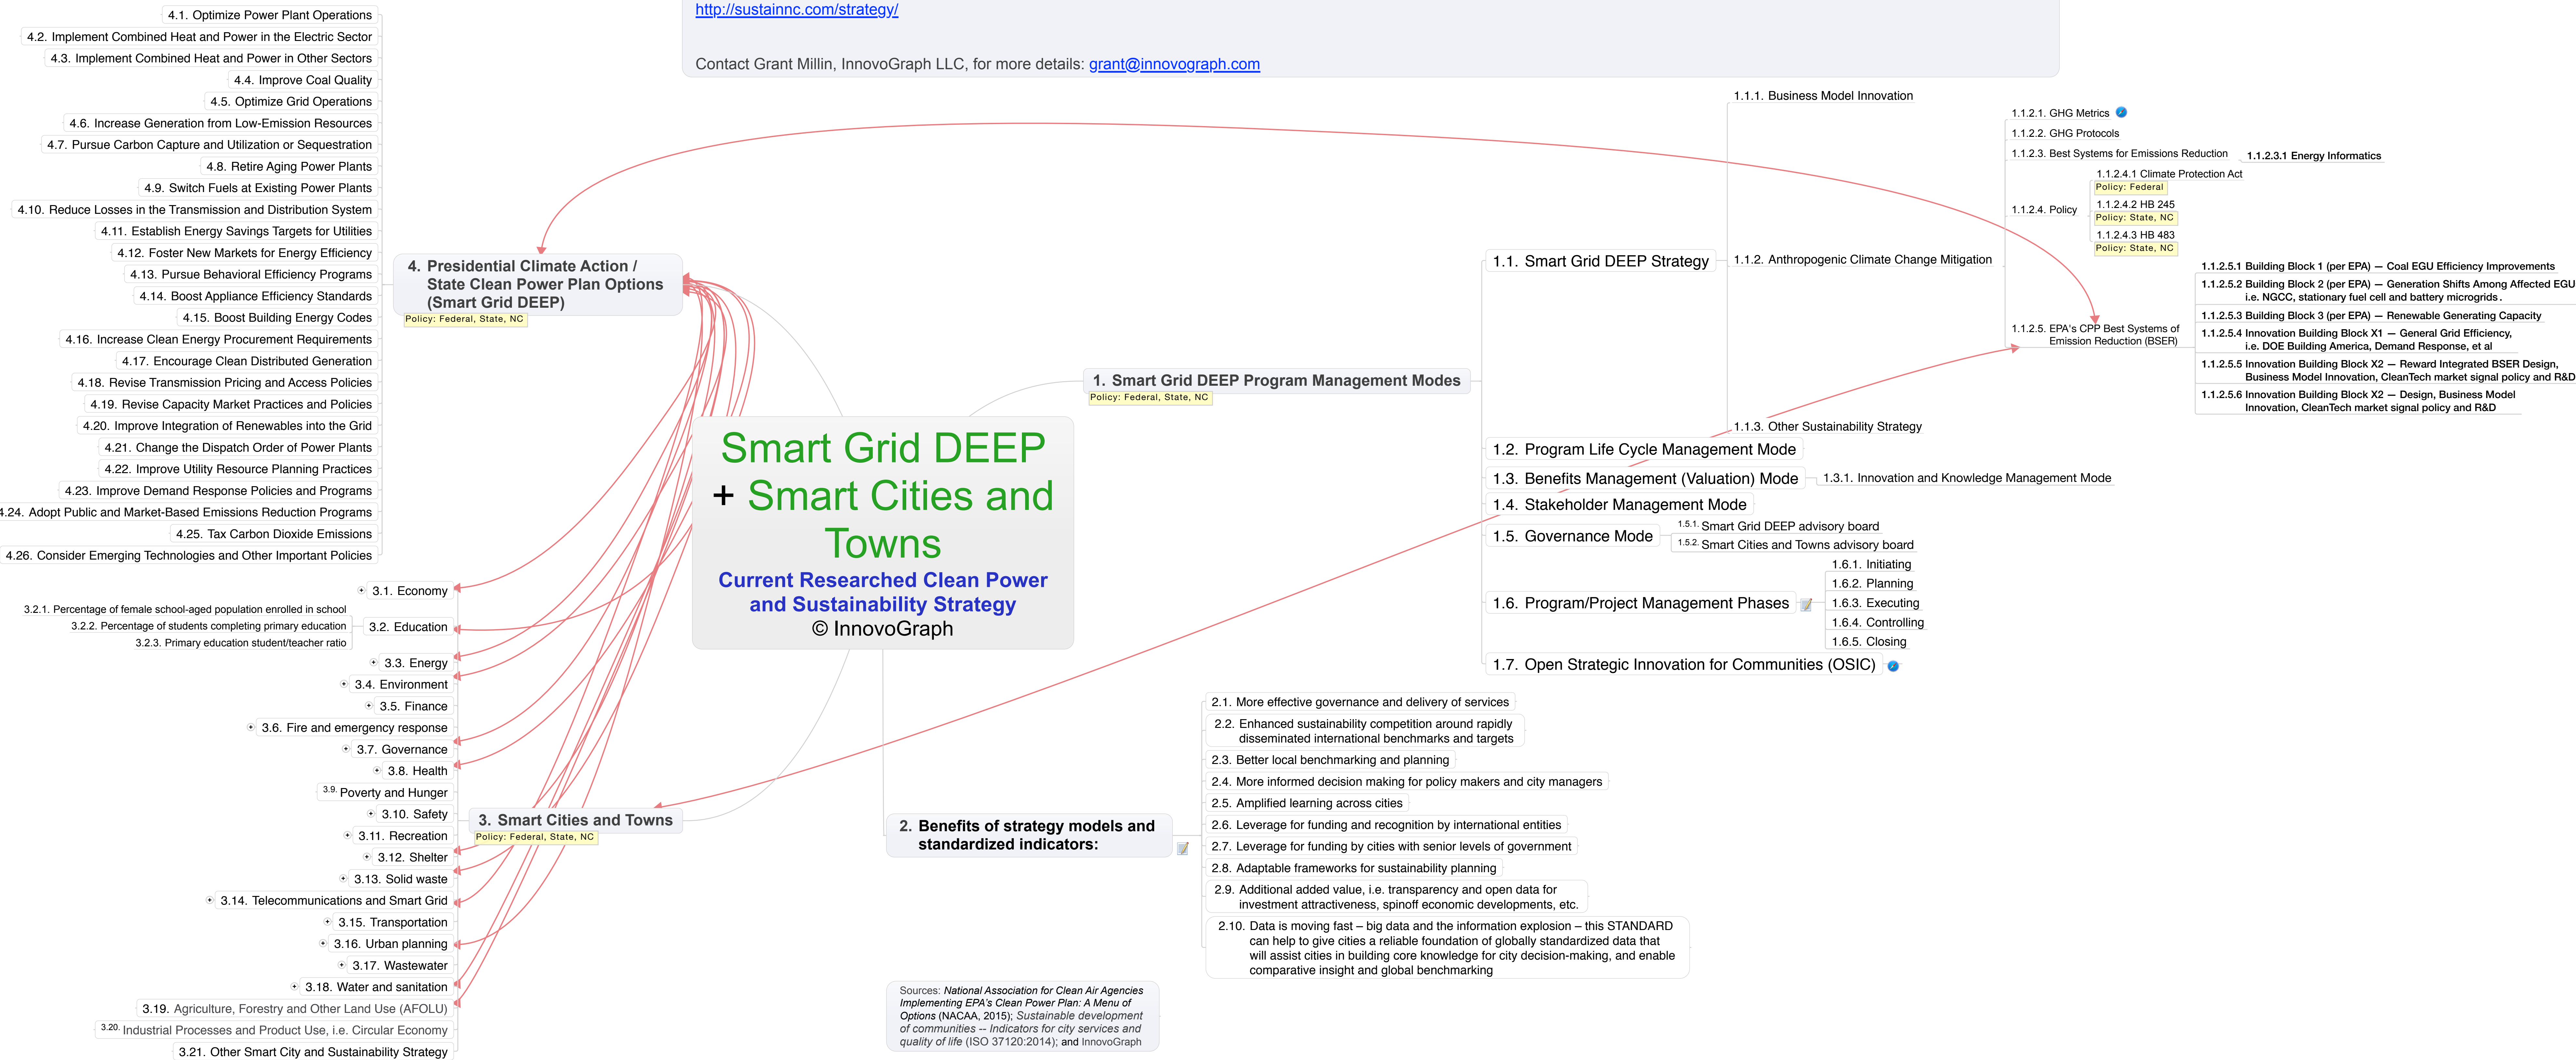 http://sustainnc.com/strategy/
Contact Grant Millin, InnovoGraph LLC, for more details: grant@innovograph.com
Smart Grid DEEP
+ Smart Cities and
Towns
Current Researched Clean Power
and Sustainability Strategy
© InnovoGraph
1. Smart Grid DEEP Program Management Modes
Policy: Federal, State, NC
1.1. Smart Grid DEEP Strategy
1.1.1. Business Model Innovation
1.1.2. Anthropogenic Climate Change Mitigation
1.1.2.1. GHG Metrics
1.1.2.2. GHG Protocols
1.1.2.3. Best Systems for Emissions Reduction
1.1.2.3.1 Energy Informatics
1.1.2.4. Policy
1.1.2.4.1 Climate Protection Act
Policy: Federal
1.1.2.4.2 HB 245
Policy: State, NC
1.1.2.4.3 HB 483
Policy: State, NC
1.1.2.5. EPA's CPP Best Systems of
Emission Reduction (BSER)
1.1.2.5.1 Building Block 1 (per EPA) — Coal EGU Efficiency Improvements
1.1.2.5.2 Building Block 2 (per EPA) — Generation Shifts Among Affected EGU
i.e. NGCC, stationary fuel cell and battery microgrids.
1.1.2.5.3 Building Block 3 (per EPA) — Renewable Generating Capacity
1.1.2.5.4 Innovation Building Block X1 — General Grid Efficiency,
i.e. DOE Building America, Demand Response, et al
1.1.2.5.5 Innovation Building Block X2 — Reward Integrated BSER Design,
Business Model Innovation, CleanTech market signal policy and R&D
1.1.2.5.6 Innovation Building Block X2 — Design, Business Model
Innovation, CleanTech market signal policy and R&D
1.1.3. Other Sustainability Strategy
1.2. Program Life Cycle Management Mode
1.3. Benefits Management (Valuation) Mode
1.3.1. Innovation and Knowledge Management Mode
1.4. Stakeholder Management Mode
1.5. Governance Mode
1.5.1. Smart Grid DEEP advisory board
1.5.2. Smart Cities and Towns advisory board
1.6. Program/Project Management Phases
1.6.1. Initiating
1.6.2. Planning
1.6.3. Executing
1.6.4. Controlling
1.6.5. Closing
1.7. Open Strategic Innovation for Communities (OSIC)
2. Benefits of strategy models and
standardized indicators:
2.1. More effective governance and delivery of services
2.2. Enhanced sustainability competition around rapidly
disseminated international benchmarks and targets
2.3. Better local benchmarking and planning
2.4. More informed decision making for policy makers and city managers
2.5. Amplified learning across cities
2.6. Leverage for funding and recognition by international entities
2.7. Leverage for funding by cities with senior levels of government
2.8. Adaptable frameworks for sustainability planning
2.9. Additional added value, i.e. transparency and open data for
investment attractiveness, spinoff economic developments, etc.
2.10. Data is moving fast – big data and the information explosion – this STANDARD
can help to give cities a reliable foundation of globally standardized data that
will assist cities in building core knowledge for city decision-making, and enable
comparative insight and global benchmarking
3. Smart Cities and Towns
Policy: Federal, State, NC
3.1. Economy
3.2. Education
3.2.1. Percentage of female school-aged population enrolled in school
3.2.2. Percentage of students completing primary education
3.2.3. Primary education student/teacher ratio
3.3. Energy
3.4. Environment
3.5. Finance
3.6. Fire and emergency response
3.7. Governance
3.8. Health
3.9. Poverty and Hunger
3.10. Safety
3.11. Recreation
3.12. Shelter
3.13. Solid waste
3.14. Telecommunications and Smart Grid
3.15. Transportation
3.16. Urban planning
3.17. Wastewater
3.18. Water and sanitation
3.19. Agriculture, Forestry and Other Land Use (AFOLU)
3.20. Industrial Processes and Product Use, i.e. Circular Economy
3.21. Other Smart City and Sustainability Strategy
4. Presidential Climate Action /
State Clean Power Plan Options
(Smart Grid DEEP)
Policy: Federal, State, NC
4.1. Optimize Power Plant Operations
4.2. Implement Combined Heat and Power in the Electric Sector
4.3. Implement Combined Heat and Power in Other Sectors
4.4. Improve Coal Quality
4.5. Optimize Grid Operations
4.6. Increase Generation from Low-Emission Resources
4.7. Pursue Carbon Capture and Utilization or Sequestration
4.8. Retire Aging Power Plants
4.9. Switch Fuels at Existing Power Plants
4.10. Reduce Losses in the Transmission and Distribution System
4.11. Establish Energy Savings Targets for Utilities
4.12. Foster New Markets for Energy Efficiency
4.13. Pursue Behavioral Efficiency Programs
4.14. Boost Appliance Efficiency Standards
4.15. Boost Building Energy Codes
4.16. Increase Clean Energy Procurement Requirements
4.17. Encourage Clean Distributed Generation
4.18. Revise Transmission Pricing and Access Policies
4.19. Revise Capacity Market Practices and Policies
4.20. Improve Integration of Renewables into the Grid
4.21. Change the Dispatch Order of Power Plants
4.22. Improve Utility Resource Planning Practices
4.23. Improve Demand Response Policies and Programs
4.24. Adopt Public and Market-Based Emissions Reduction Programs
4.25. Tax Carbon Dioxide Emissions
4.26. Consider Emerging Technologies and Other Important Policies
Sources: National Association for Clean Air Agencies
Implementing EPA's Clean Power Plan: A Menu of
Options (NACAA, 2015); Sustainable development
of communities -- Indicators for city services and
quality of life (ISO 37120:2014); and InnovoGraph